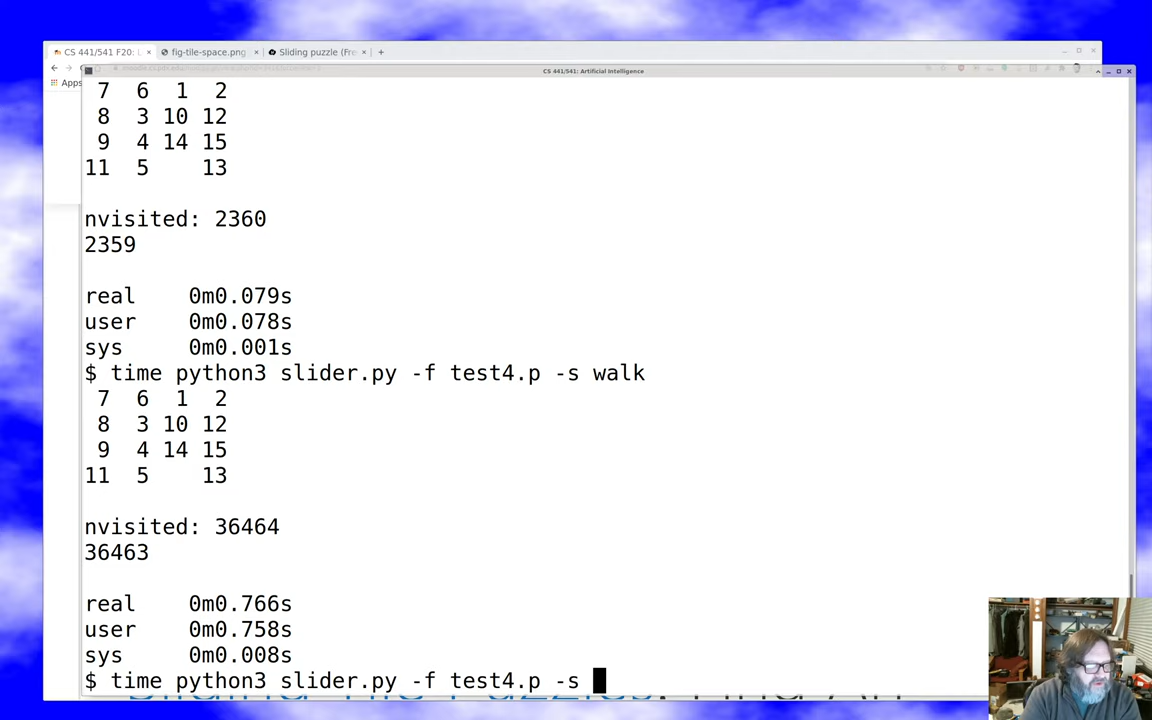 CS 441/541 F20: L
fig-tile-space.png
Sliding puzzle (Fre
Apps
CS 441/541: Artificial Intelligence
7 6 1 2
8 3 10 12
9 4 14 15
11 5 13
nvisited: 2360
2359
real 0m0.079s
user 0m0.078s
sys 0m0.001s
$ time python3 slider.py -f test4.p -s walk
7 6 1 2
8 3 10 12
9 4 14 15
11 5 13
nvisited: 36464
36463
real 0m0.766s
user 0m0.758s
sys 0m0.008s
$ time python3 slider.py -f test4.p -s